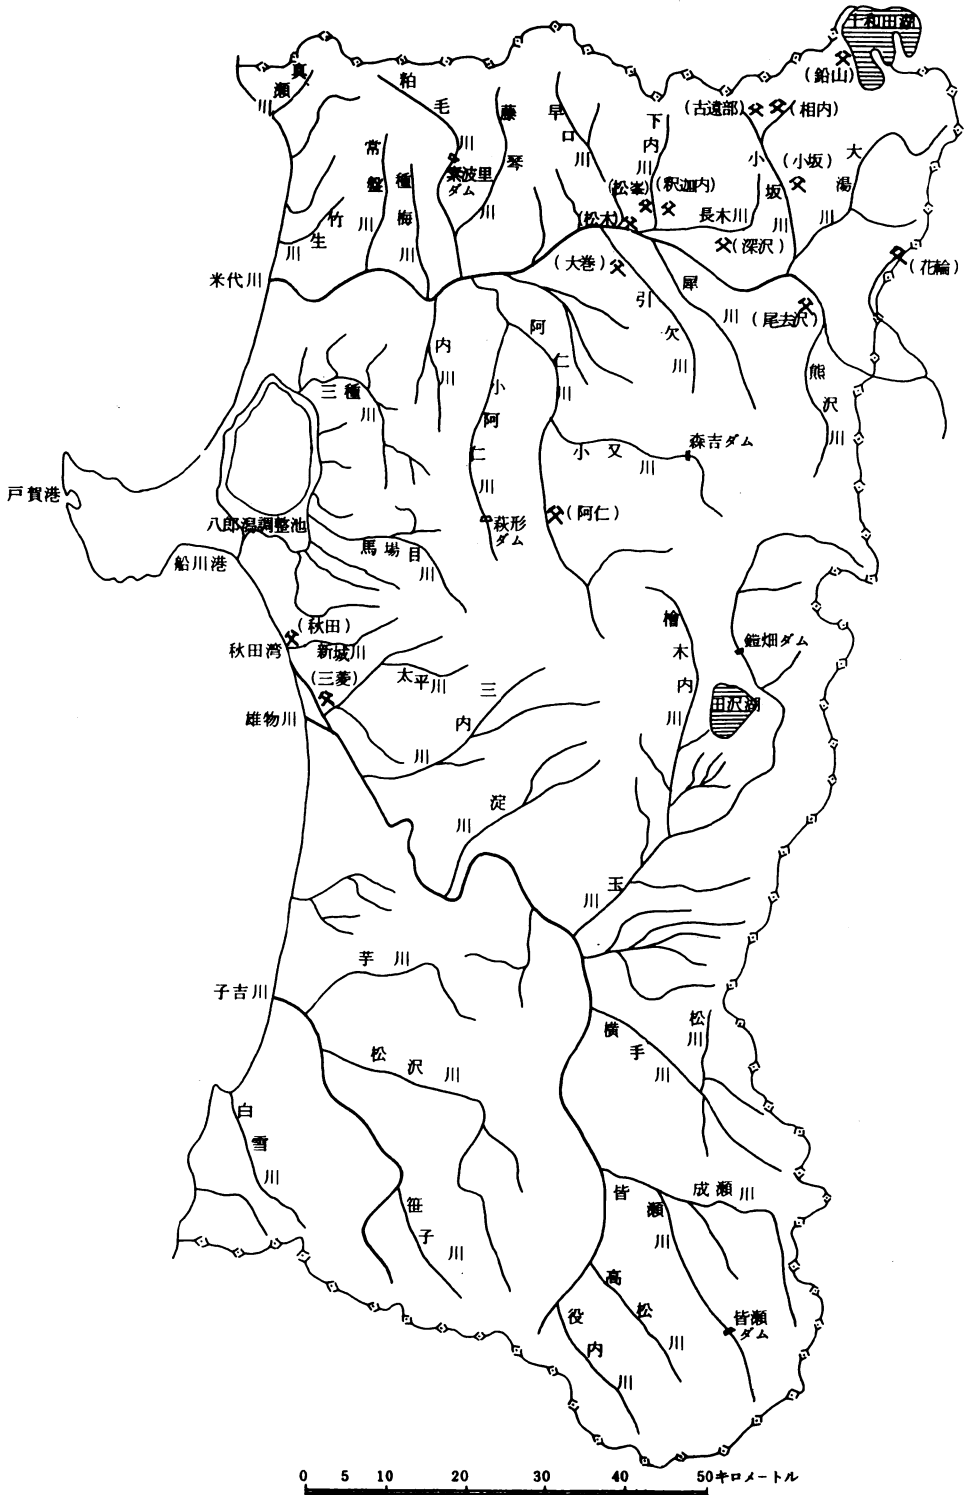 十和田湖
(鉛山)
真瀬川
粕毛川
藤琴川
早口川
下内川
(古遠部)
(相内)
小坂川
(小坂)
大湯川
常盤川
種梅川
素波里ダム
(松峯)
(釈迦内)
(松木)
長木川
(深沢)
竹生川
米代川
(大巻)
(花輪)
引欠川
犀川
(尾去沢)
熊沢川
内川
小阿仁川
阿仁川
三種川
小又川
森吉ダム
戸賀港
八郎潟調整池
萩形ダム
(阿仁)
船川港
馬場目川
(秋田)
秋田湾
新城川
(三菱)
太平川
三内川
雄物川
檜木内川
鎧畑ダム
田沢湖
淀川
玉川
芋川
子吉川
松沢川
横手川
松川
白雪川
笹子川
皆瀬川
成瀬川
高松川
役内川
皆瀬ダム
0 5 10 20 30 40 50キロメートル